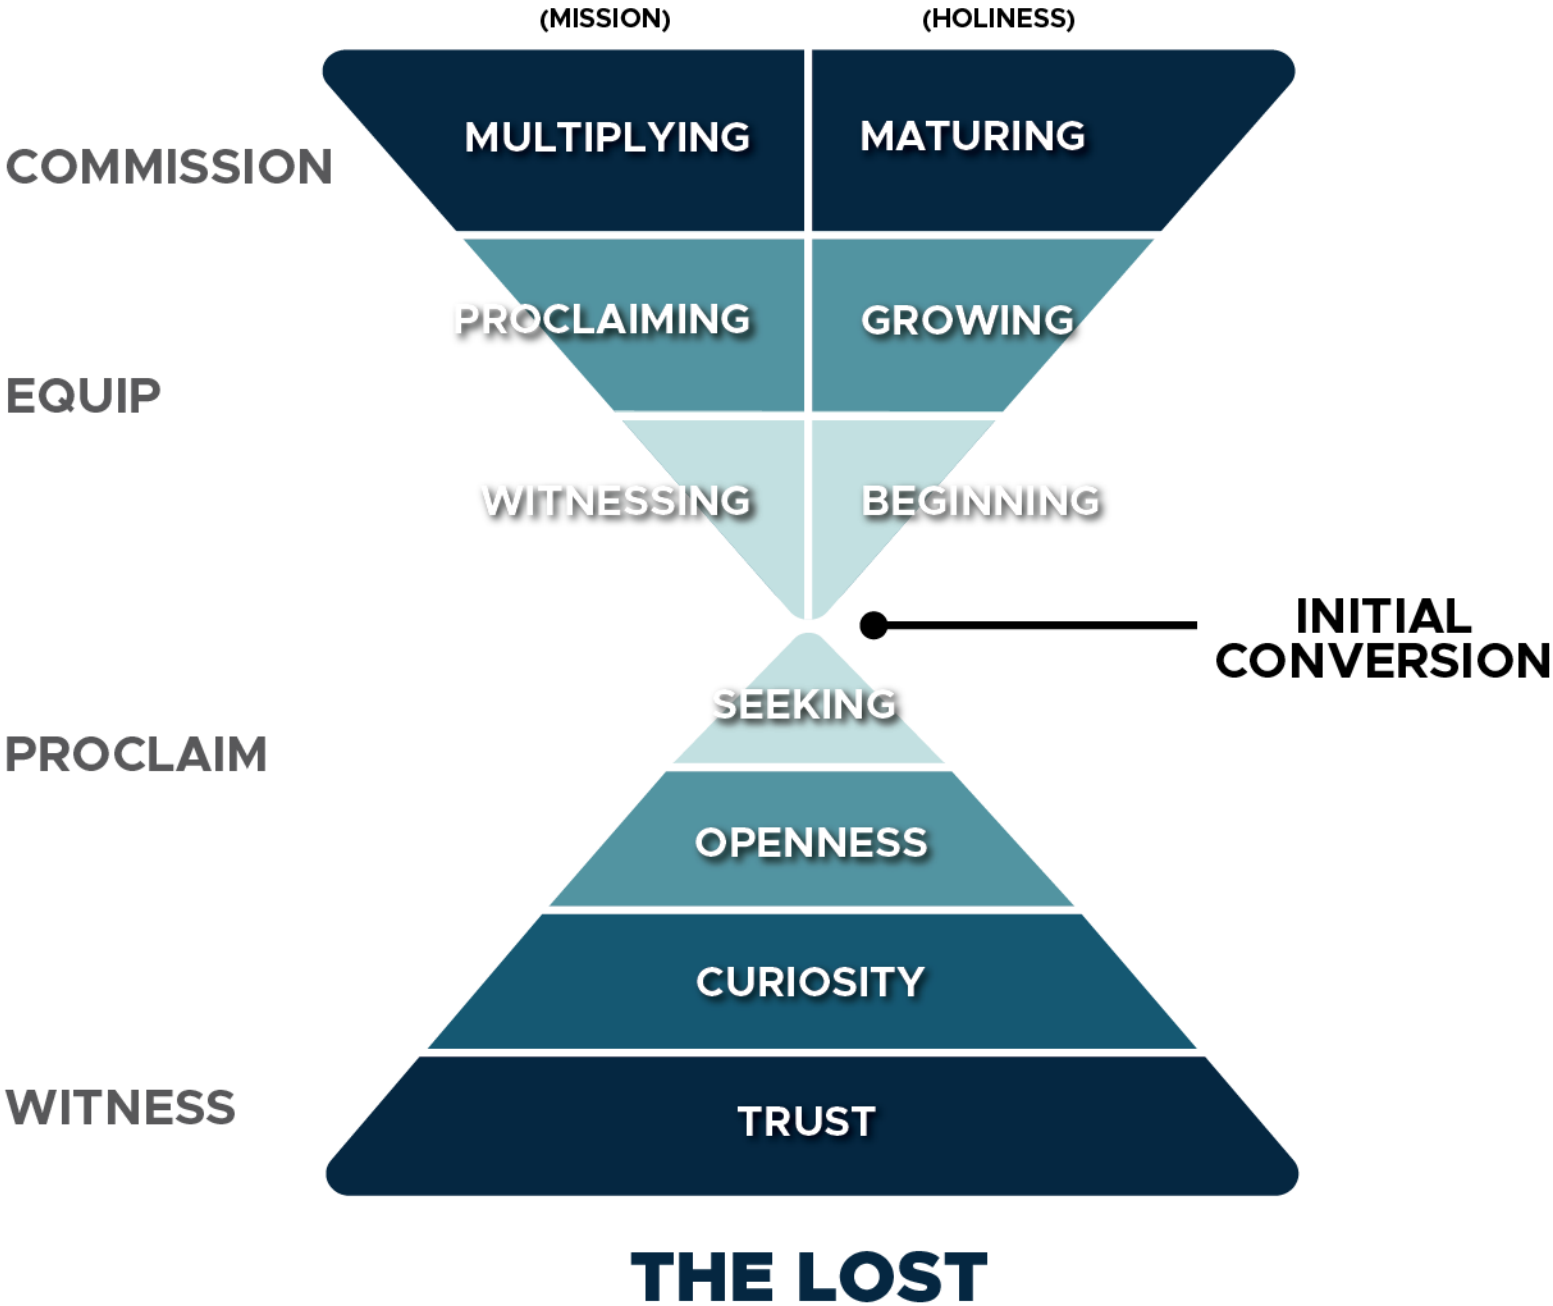 (MISSION) (HOLINESS)
MULTIPLYING MATURING
COMMISSION
PROCLAIMING GROWING
EQUIP
WITNESSING BEGINNING
INITIAL
CONVERSION
SEEKING
PROCLAIM
OPENNESS
CURIOSITY
WITNESS
TRUST
THE LOST